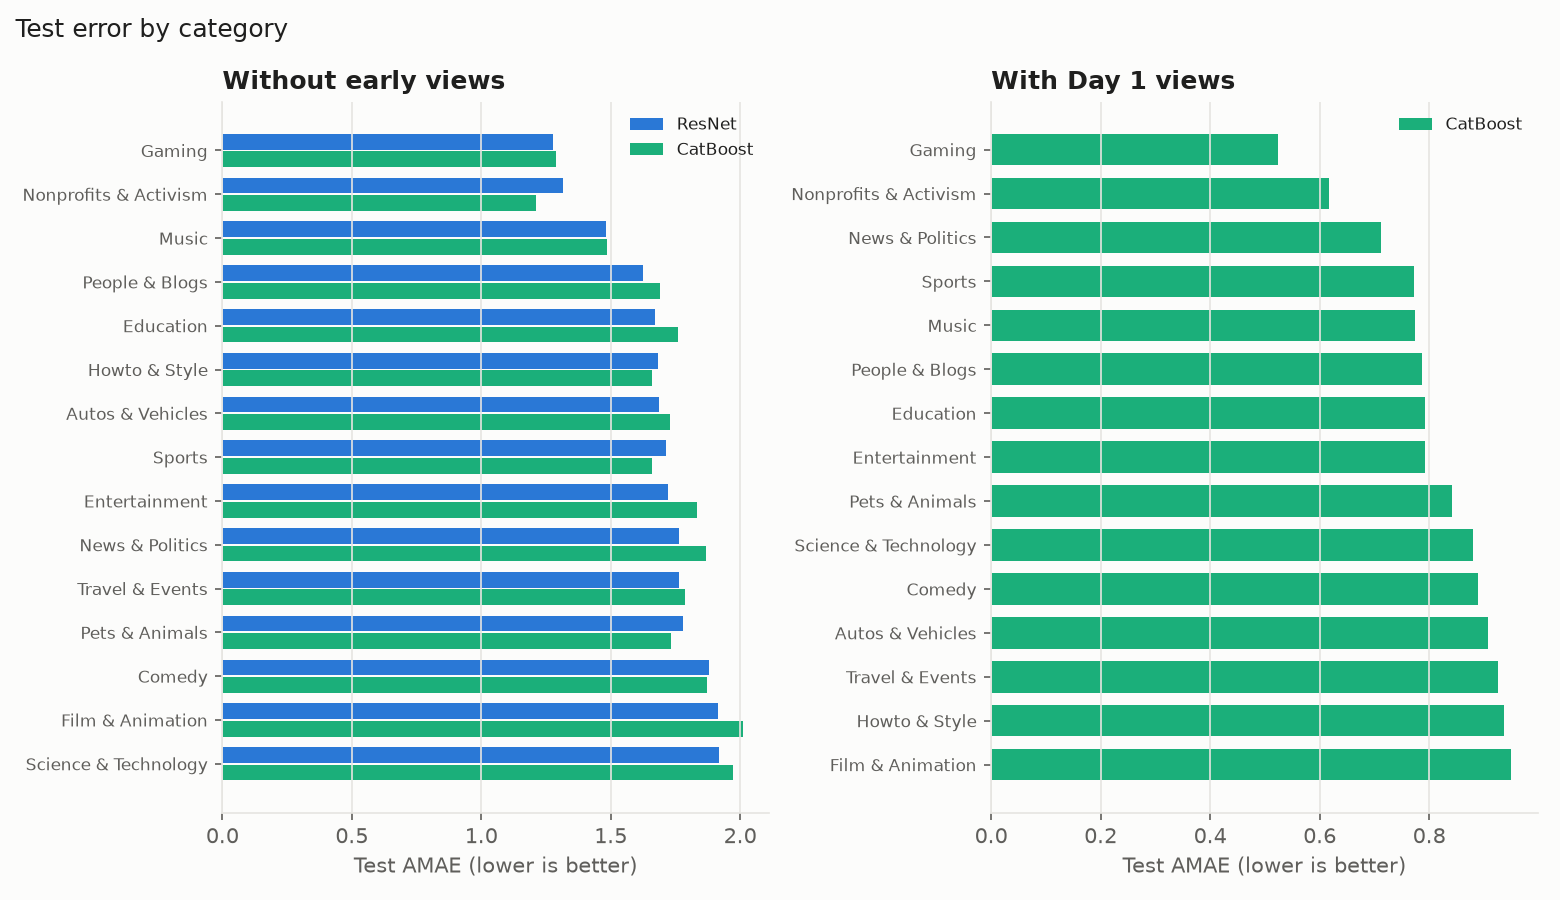 Test error by category
Without early views
ResNet
CatBoost
Gaming
Nonprofits & Activism
Music
People & Blogs
Education
Howto & Style
Autos & Vehicles
Sports
Entertainment
News & Politics
Travel & Events
Pets & Animals
Comedy
Film & Animation
Science & Technology
0.0 0.5 1.0 1.5 2.0
Test AMAE (lower is better)
With Day 1 views
CatBoost
Gaming
Nonprofits & Activism
News & Politics
Sports
Music
People & Blogs
Education
Entertainment
Pets & Animals
Science & Technology
Comedy
Autos & Vehicles
Travel & Events
Howto & Style
Film & Animation
0.0 0.2 0.4 0.6 0.8
Test AMAE (lower is better)